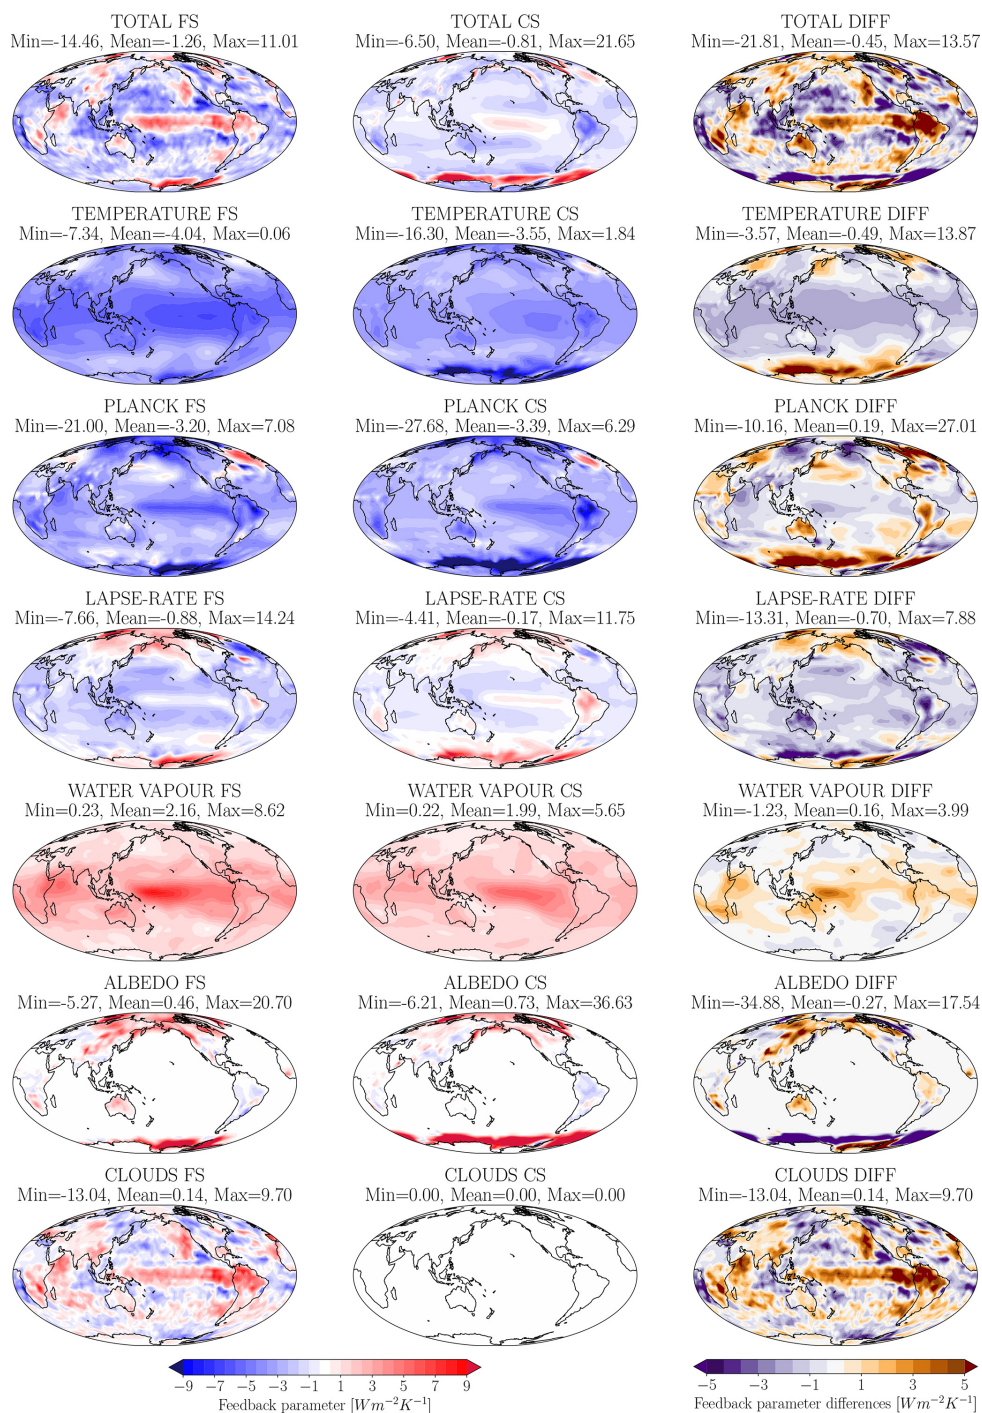 TOTAL FS
Min=-14.46, Mean=-1.26, Max=11.01
TOTAL CS
Min=-6.50, Mean=-0.81, Max=21.65
TOTAL DIFF
Min=-21.81, Mean=-0.45, Max=13.57
TEMPERATURE FS
Min=-7.34, Mean=-4.04, Max=0.06
TEMPERATURE CS
Min=-16.30, Mean=-3.55, Max=1.84
TEMPERATURE DIFF
Min=-3.57, Mean=-0.49, Max=13.87
PLANCK FS
Min=-21.00, Mean=-3.20, Max=7.08
PLANCK CS
Min=-27.68, Mean=-3.39, Max=6.29
PLANCK DIFF
Min=-10.16, Mean=0.19, Max=27.01
LAPSE-RATE FS
Min=-7.66, Mean=-0.88, Max=14.24
LAPSE-RATE CS
Min=-4.41, Mean=-0.17, Max=11.75
LAPSE-RATE DIFF
Min=-13.31, Mean=-0.70, Max=7.88
WATER VAPOUR FS
Min=0.23, Mean=2.16, Max=8.62
WATER VAPOUR CS
Min=0.22, Mean=1.99, Max=5.65
WATER VAPOUR DIFF
Min=-1.23, Mean=0.16, Max=3.99
ALBEDO FS
Min=-5.27, Mean=0.46, Max=20.70
ALBEDO CS
Min=-6.21, Mean=0.73, Max=36.63
ALBEDO DIFF
Min=-34.88, Mean=-0.27, Max=17.54
CLOUDS FS
Min=-13.04, Mean=0.14, Max=9.70
CLOUDS CS
Min=0.00, Mean=0.00, Max=0.00
CLOUDS DIFF
Min=-13.04, Mean=0.14, Max=9.70
−9 −7 −5 −3 −1 1 3 5 7 9
Feedback parameter [Wm⁻²K⁻¹]
−5 −3 −1 1 3 5
Feedback parameter differences [Wm⁻²K⁻¹]